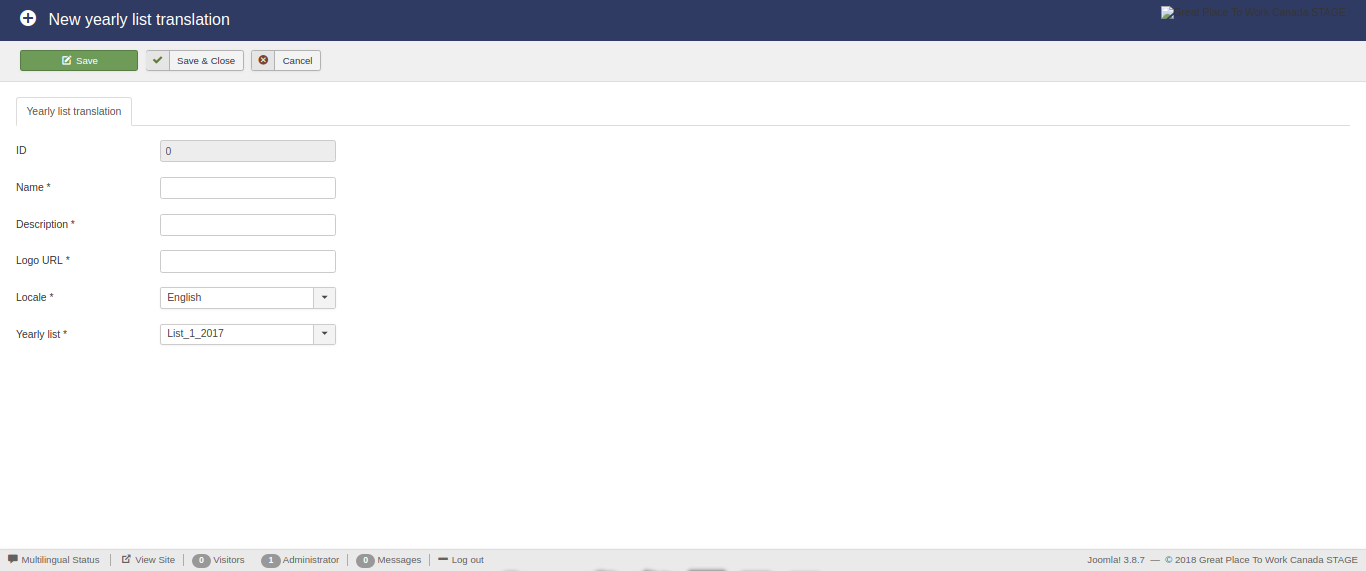 New yearly list translation
Great Place To Work Canada STAGE
Save
Save & Close
Cancel
Yearly list translation
ID 0
Name *
Description *
Logo URL *
Locale * English
Yearly list * List_1_2017
Multilingual Status View Site 0 Visitors 1 Administrator 0 Messages Log out Joomla! 3.8.7 — © 2018 Great Place To Work Canada STAGE